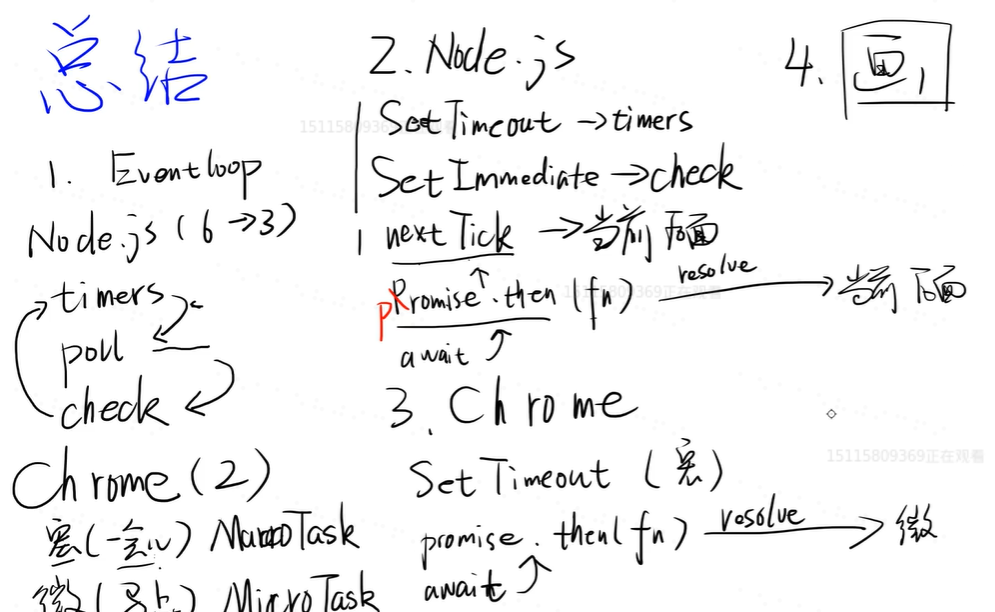 总结
1. Eventloop
Node.js (6→3)
timers
poll
check
Chrome(2)
宏(一会儿) MacroTask
微(马上) MicroTask
2. Node.js
SetTimeout →timers
SetImmediate →check
nextTick →当前后面
promise.then(fn) resolve → 当前后面
await
3. Chrome
SetTimeout (宏)
promise.then(fn) resolve → 微
await
4. 画
15115809369正在观看
15115809369正在观看
15115809369正在观看